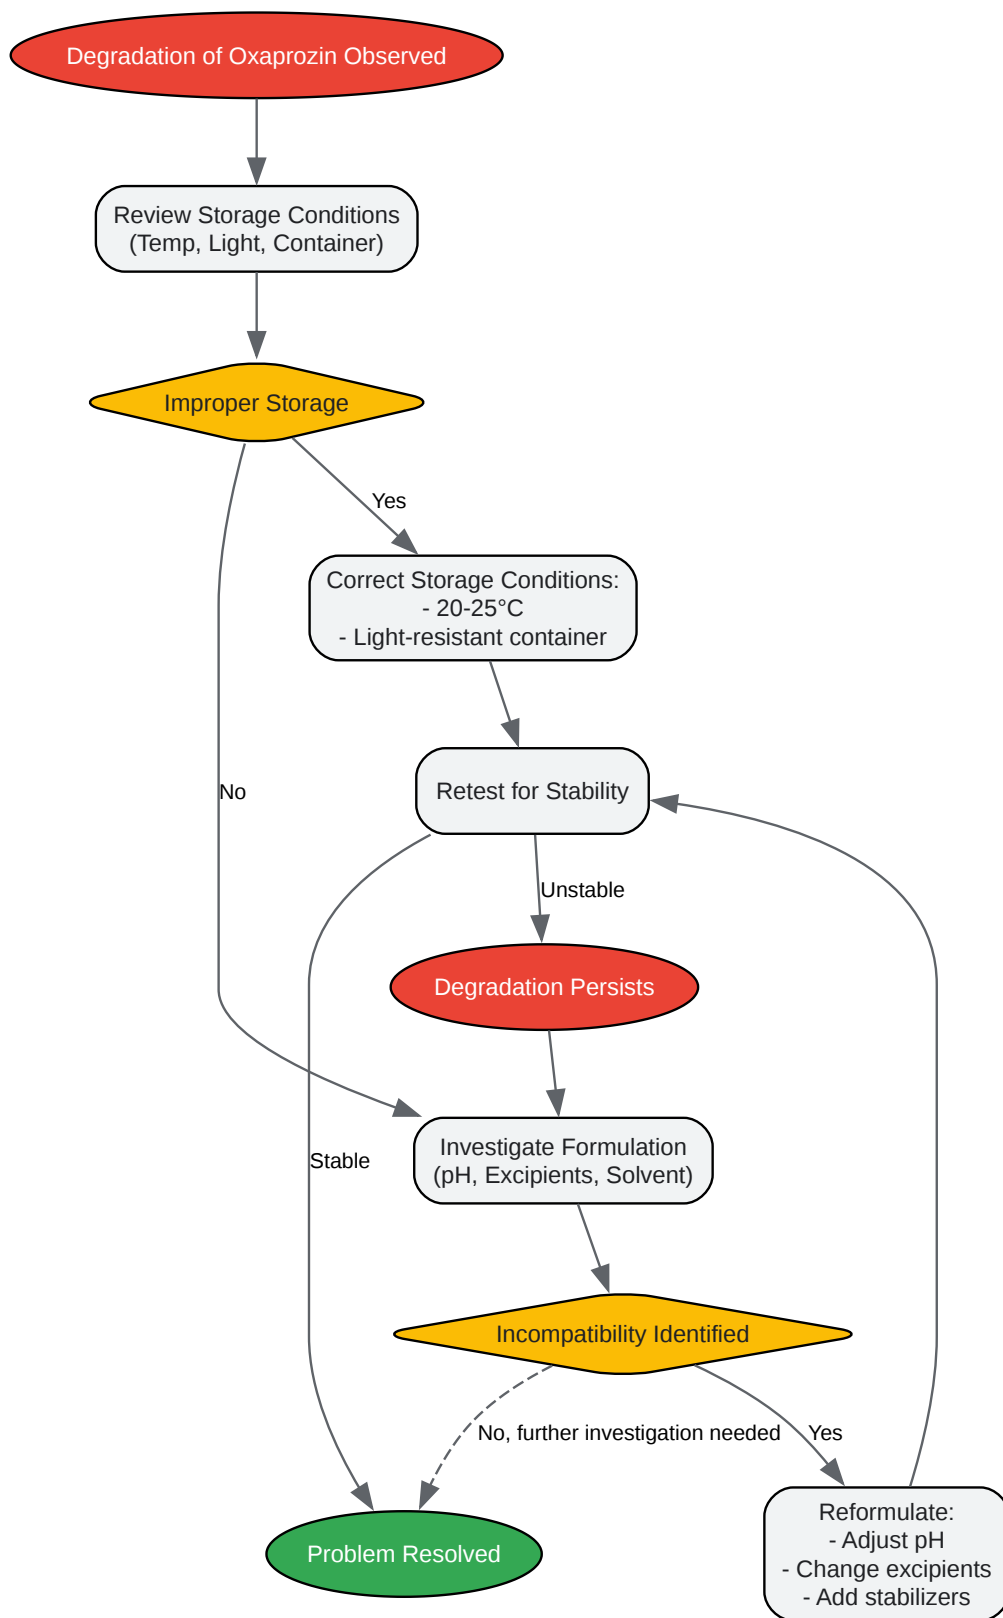 Degradation of Oxaprozin Observed
Review Storage Conditions
(Temp, Light, Container)
Improper Storage
Yes
Correct Storage Conditions:
- 20-25°C
- Light-resistant container
Retest for Stability
No
Unstable
Degradation Persists
Investigate Formulation
(pH, Excipients, Solvent)
Stable
Incompatibility Identified
No, further investigation needed
Yes
Problem Resolved
Reformulate:
- Adjust pH
- Change excipients
- Add stabilizers